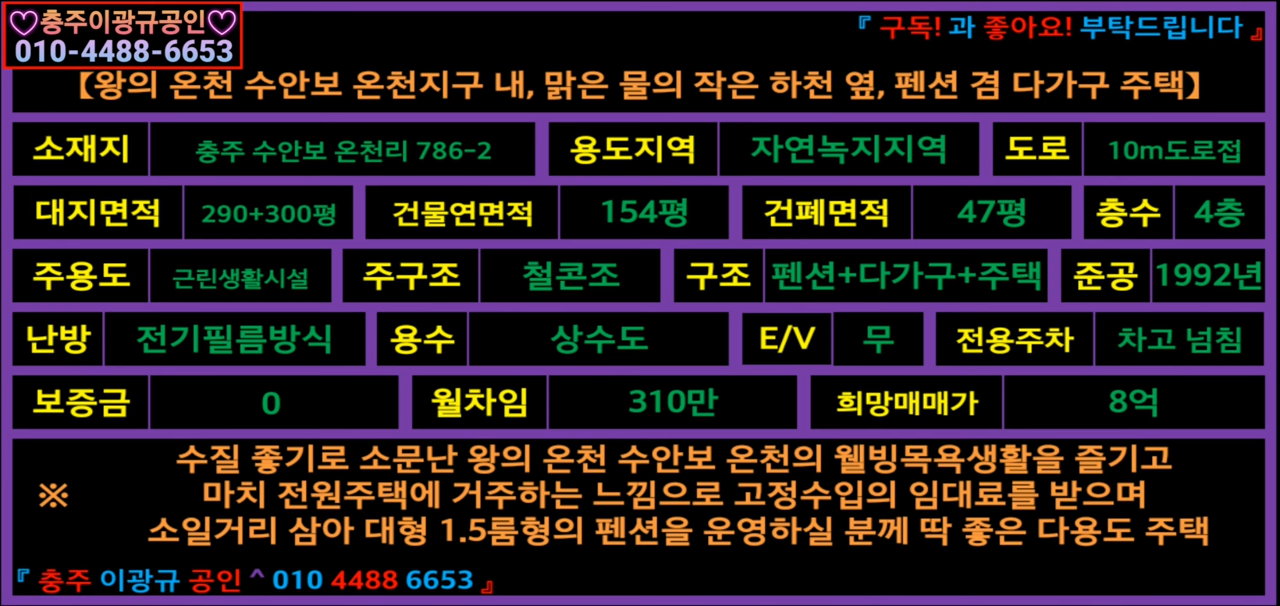 ♡충주이광규공인♡
010-4488-6653
『 구독! 과 좋아요! 부탁드립니다 』
【왕의 온천 수안보 온천지구 내, 맑은 물의 작은 하천 옆, 펜션 겸 다가구 주택】
소재지 충주 수안보 온천리 786-2 용도지역 자연녹지지역 도로 10m도로접
대지면적 290+300평 건물연면적 154평 건폐면적 47평 층수 4층
주용도 근린생활시설 주구조 철콘조 구조 펜션+다가구+주택 준공 1992년
난방 전기필름방식 용수 상수도 E/V 무 전용주차 차고 넘침
보증금 0 월차임 310만 희망매매가 8억
수질 좋기로 소문난 왕의 온천 수안보 온천의 웰빙목욕생활을 즐기고
※ 마치 전원주택에 거주하는 느낌으로 고정수입의 임대료를 받으며
소일거리 삼아 대형 1.5룸형의 펜션을 운영하실 분께 딱 좋은 다용도 주택
『 충주 이광규 공인 ^ 010 4488 6653 』